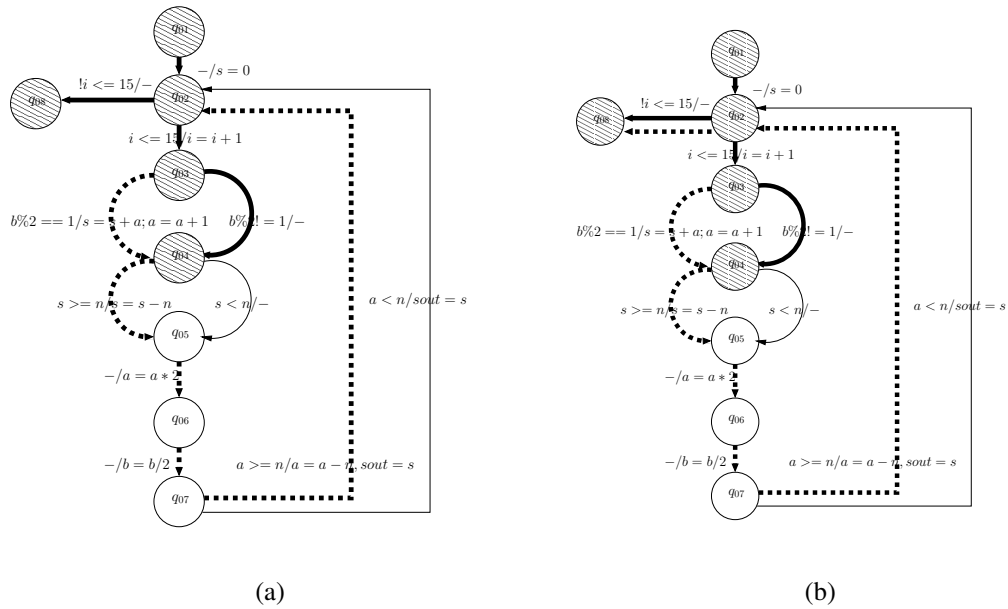 q01
-/s = 0
!i <= 15/-
q02
q08
i <= 15/i = i + 1
q03
b%2 == 1/s = s + a; a = a + 1
b%2! = 1/-
q04
s >= n/s = s - n
s < n/-
a < n/sout = s
q05
-/a = a * 2
q06
-/b = b/2
a >= n/a = a - n, sout = s
q07
(a)
q01
-/s = 0
!i <= 15/-
q02
q08
i <= 15/i = i + 1
q03
b%2 == 1/s = s + a; a = a + 1
b%2! = 1/-
q04
s >= n/s = s - n
s < n/-
a < n/sout = s
q05
-/a = a * 2
q06
-/b = b/2
a >= n/a = a - n, sout = s
q07
(b)